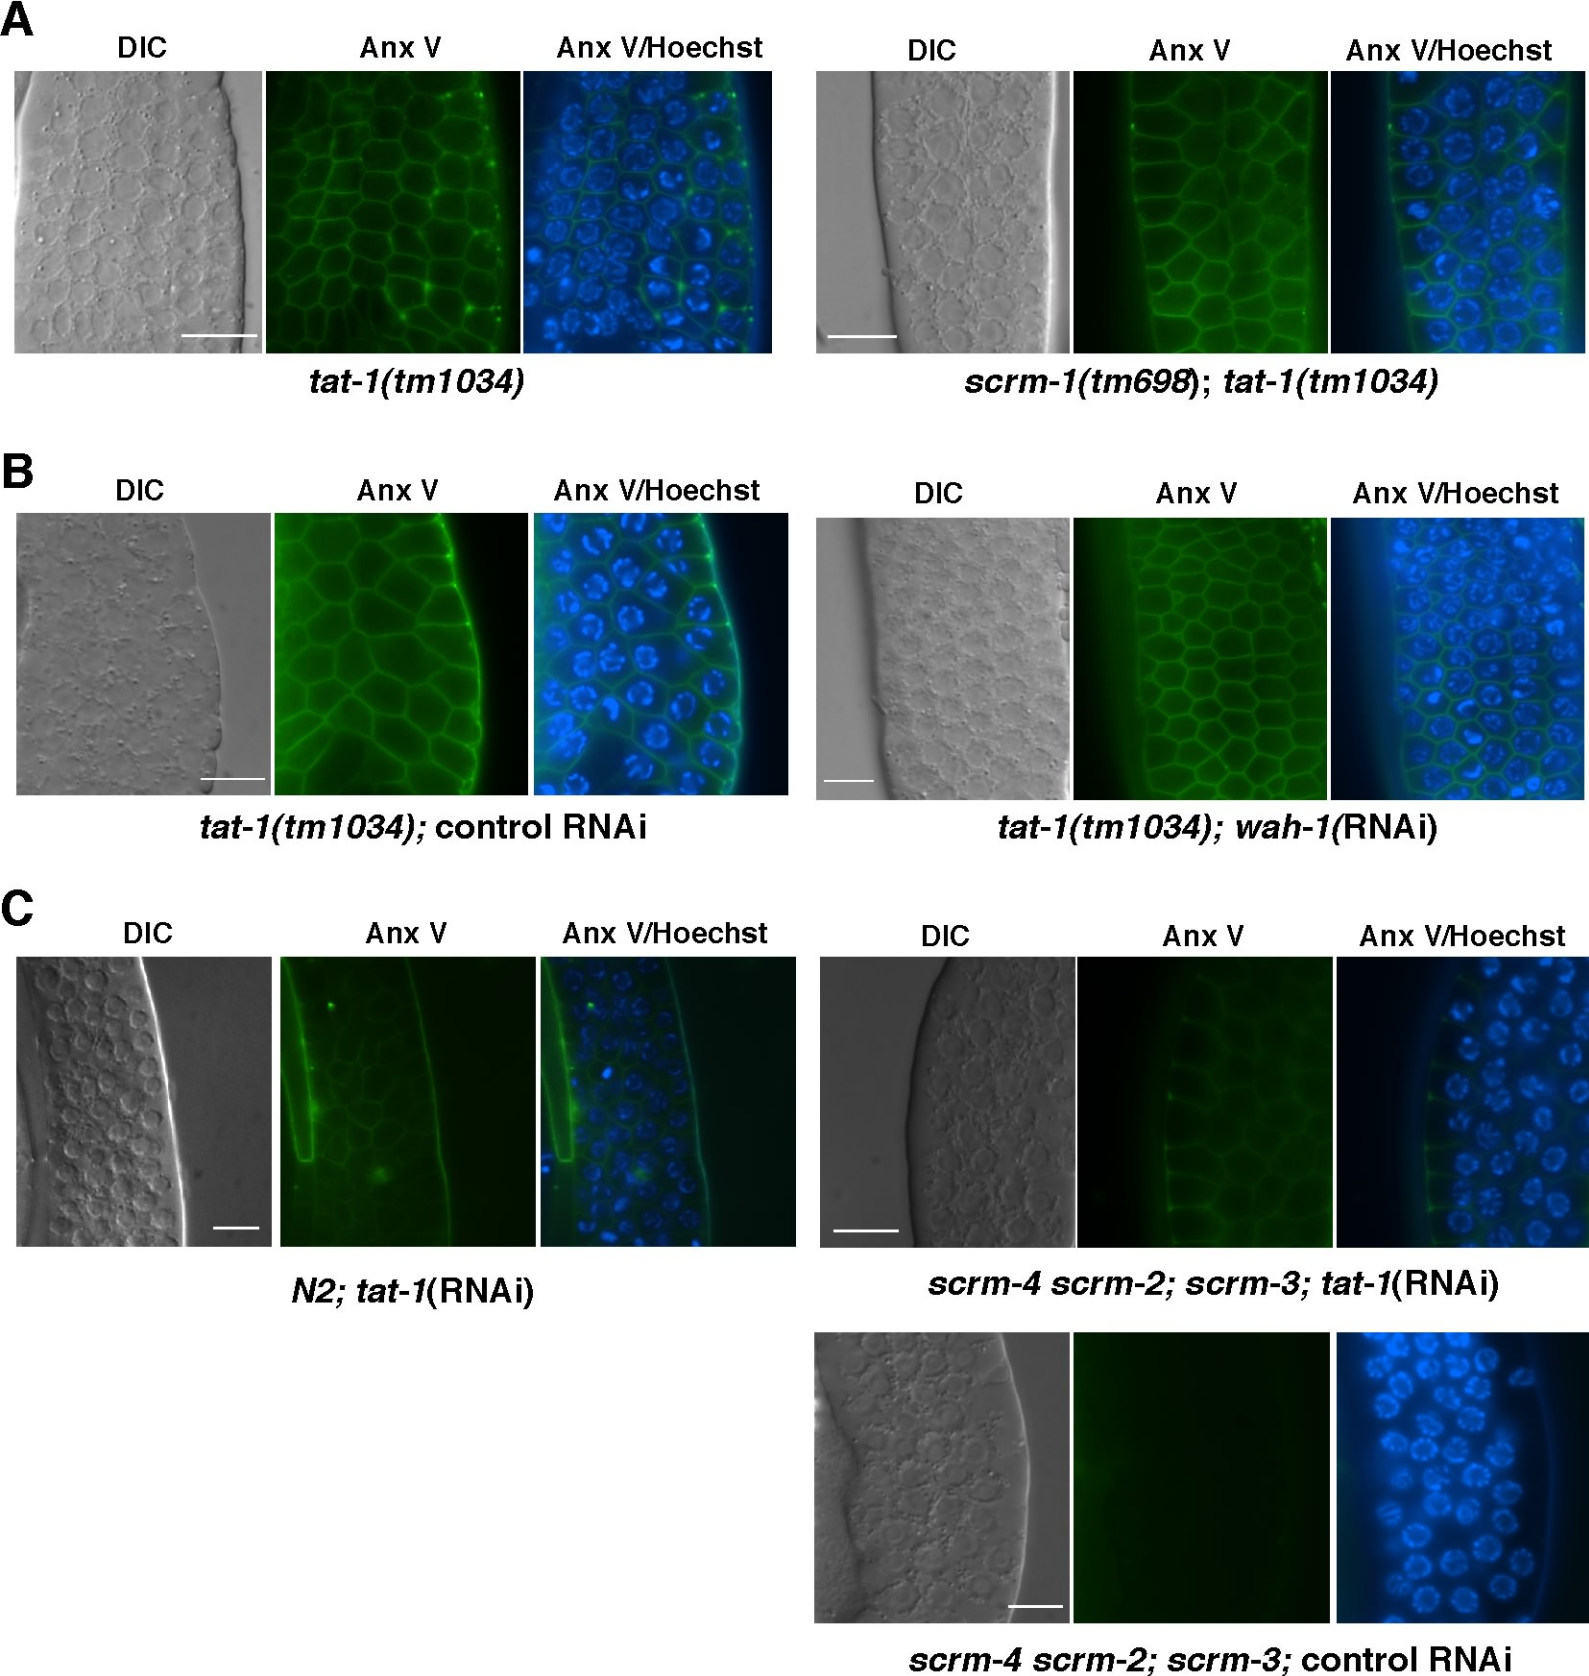 A
DIC Anx V Anx V/Hoechst DIC Anx V Anx V/Hoechst
tat-1(tm1034) scrm-1(tm698); tat-1(tm1034)
B
DIC Anx V Anx V/Hoechst DIC Anx V Anx V/Hoechst
tat-1(tm1034); control RNAi tat-1(tm1034); wah-1(RNAi)
C
DIC Anx V Anx V/Hoechst DIC Anx V Anx V/Hoechst
N2; tat-1(RNAi) scrm-4 scrm-2; scrm-3; tat-1(RNAi)
scrm-4 scrm-2; scrm-3; control RNAi